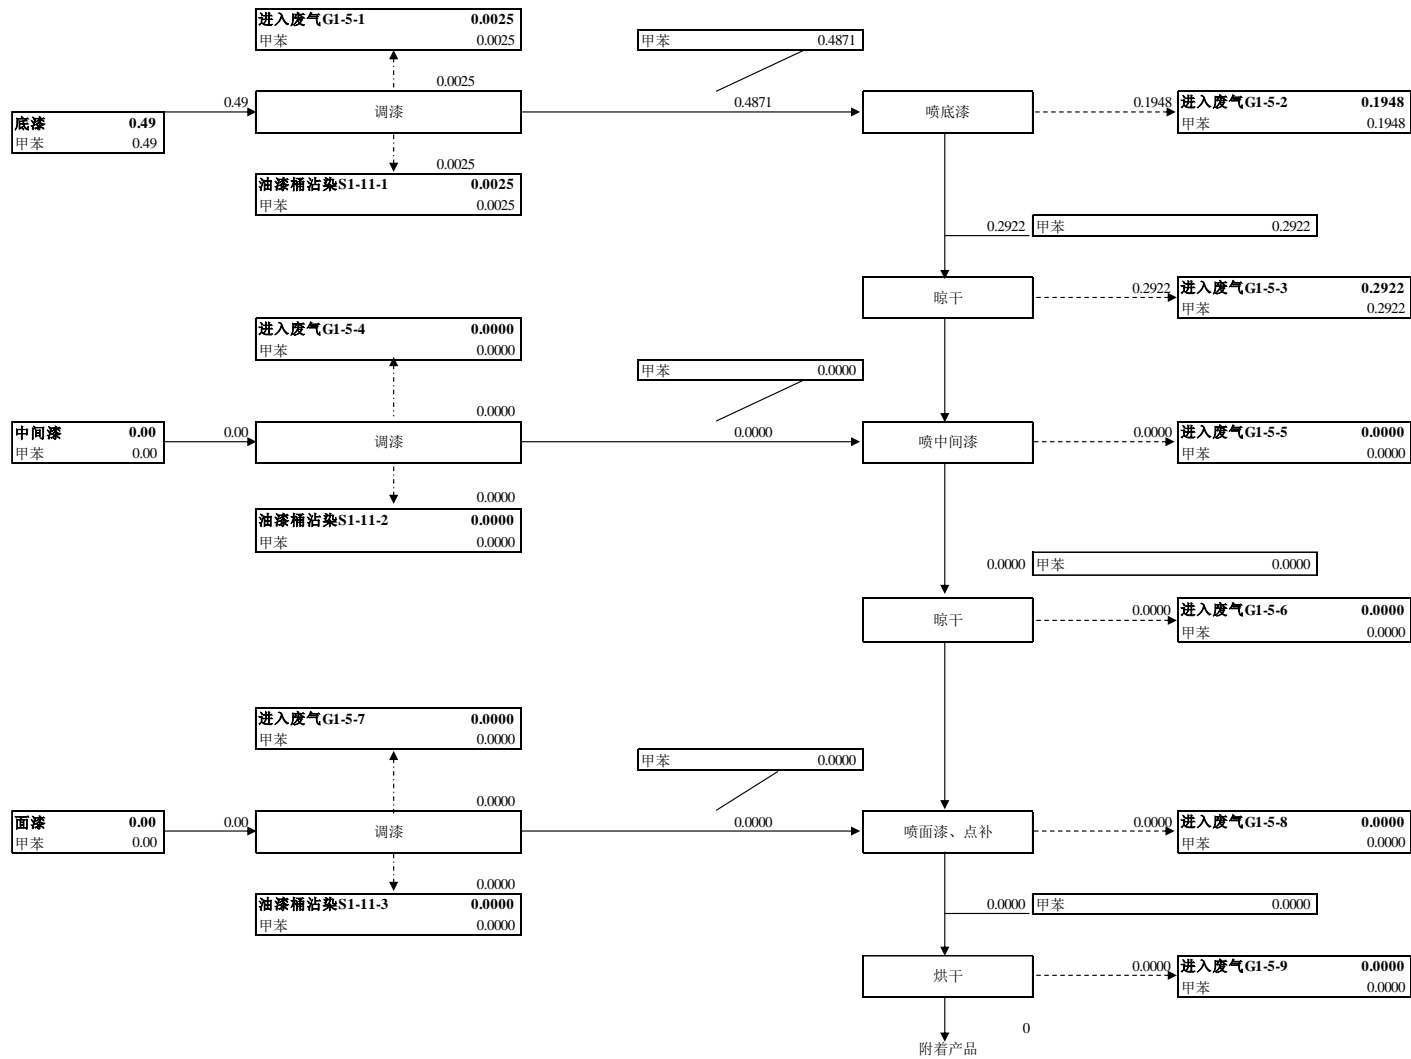 进入废气G1-5-1 0.0025
甲苯 0.0025
甲苯 0.4871
0.0025
0.49
调漆
0.4871
喷底漆
0.1948
进入废气G1-5-2 0.1948
甲苯 0.1948
底漆 0.49
甲苯 0.49
0.0025
油漆桶沾染S1-11-1 0.0025
甲苯 0.0025
0.2922
甲苯 0.2922
晾干
0.2922
进入废气G1-5-3 0.2922
甲苯 0.2922
进入废气G1-5-4 0.0000
甲苯 0.0000
甲苯 0.0000
0.0000
中间漆 0.00
甲苯 0.00
0.00
调漆
0.0000
喷中间漆
0.0000
进入废气G1-5-5 0.0000
甲苯 0.0000
0.0000
油漆桶沾染S1-11-2 0.0000
甲苯 0.0000
0.0000
甲苯 0.0000
晾干
0.0000
进入废气G1-5-6 0.0000
甲苯 0.0000
进入废气G1-5-7 0.0000
甲苯 0.0000
甲苯 0.0000
0.0000
面漆 0.00
甲苯 0.00
0.00
调漆
0.0000
喷面漆、点补
0.0000
进入废气G1-5-8 0.0000
甲苯 0.0000
0.0000
油漆桶沾染S1-11-3 0.0000
甲苯 0.0000
0.0000
甲苯 0.0000
烘干
0.0000
进入废气G1-5-9 0.0000
甲苯 0.0000
0
附着产品